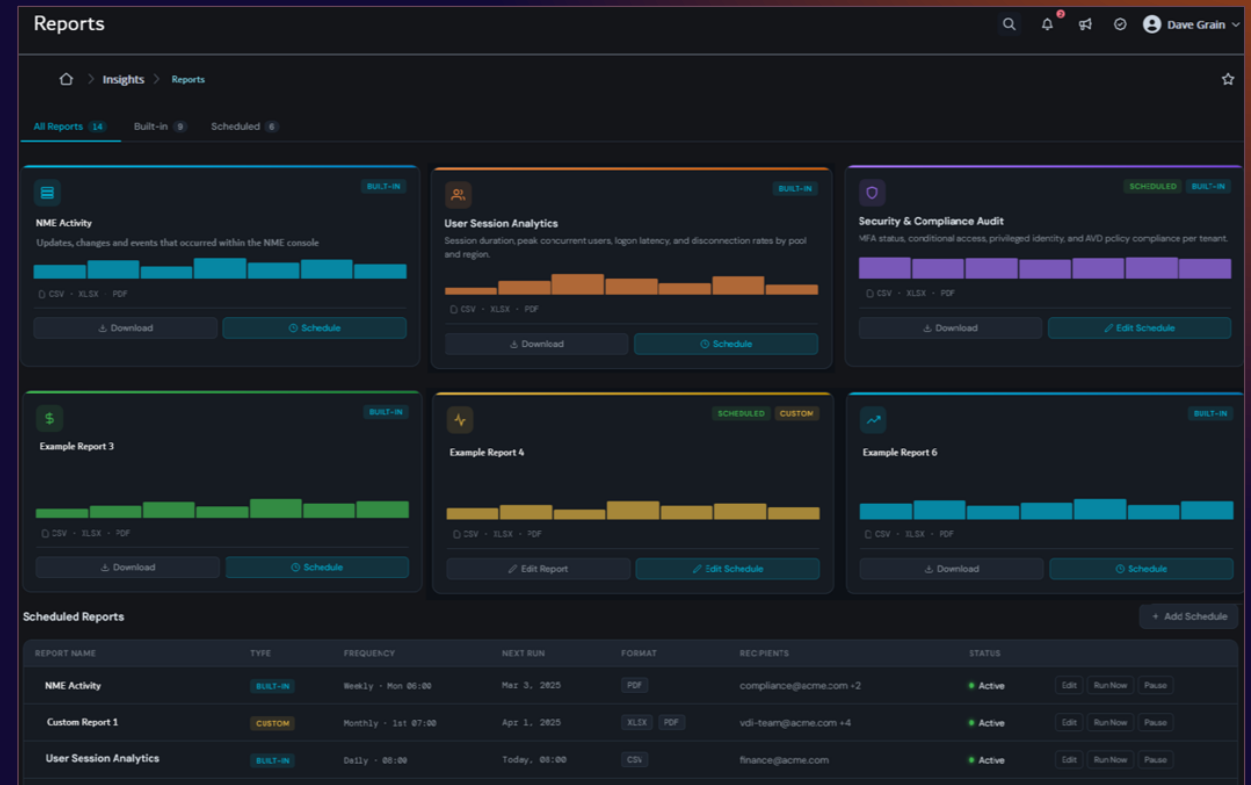 Reports
2
Dave Grain
Insights
Reports
All Reports 14
Built-in 9
Scheduled 6
BUILT-IN
NME Activity
Updates, changes and events that occurred within the NME console
CSV · XLSX · PDF
Download
Schedule
BUILT-IN
User Session Analytics
Session duration, peak concurrent users, logon latency, and disconnection rates by pool
and region.
CSV · XLSX · PDF
Download
Schedule
SCHEDULED BUILT-IN
Security & Compliance Audit
MFA status, conditional access, privileged identity, and AVD policy compliance per tenant.
CSV · XLSX · PDF
Download
Edit Schedule
BUILT-IN
Example Report 3
CSV · XLSX · PDF
Download
Schedule
SCHEDULED CUSTOM
Example Report 4
CSV · XLSX · PDF
Edit Report
Edit Schedule
BUILT-IN
Example Report 6
CSV · XLSX · PDF
Download
Schedule
Scheduled Reports
+ Add Schedule
REPORT NAME TYPE FREQUENCY NEXT RUN FORMAT RECIPIENTS STATUS
NME Activity BUILT-IN Weekly · Mon 06:00 Mar 3, 2025 PDF compliance@acme.com +2 Active Edit Run Now Pause
Custom Report 1 CUSTOM Monthly · 1st 07:00 Apr 1, 2025 XLSX PDF vdi-team@acme.com +4 Active Edit Run Now Pause
User Session Analytics BUILT-IN Daily · 08:00 Today, 08:00 CSV finance@acme.com Active Edit Run Now Pause